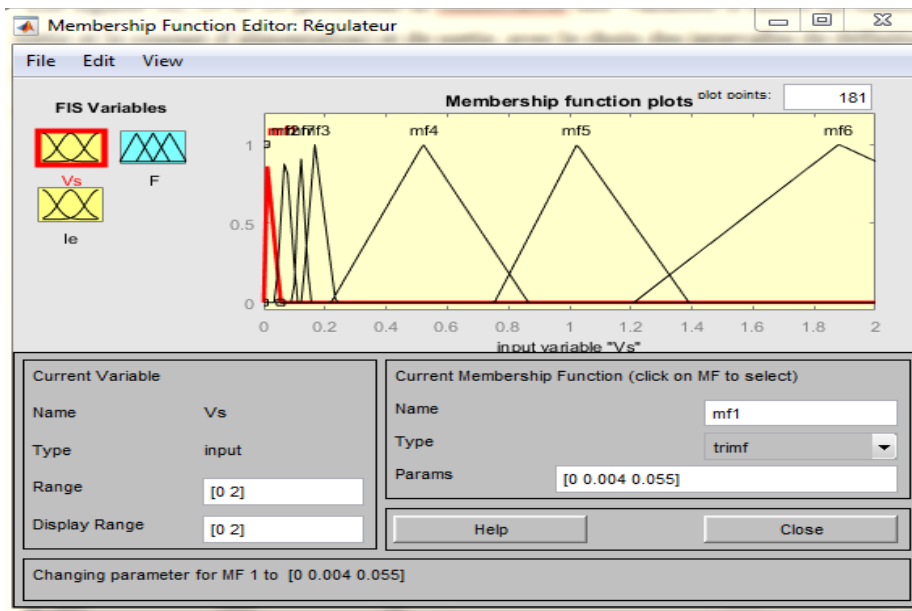 Membership Function Editor: Régulateur
File Edit View
FIS Variables
Vs
F
Ie
Membership function plots
plot points:
181
mf3
mf4
mf5
mf6
1
0.5
0
0 0.2 0.4 0.6 0.8 1 1.2 1.4 1.6 1.8 2
input variable "Vs"
Current Variable
Name Vs
Type input
Range [0 2]
Display Range [0 2]
Current Membership Function (click on MF to select)
Name mf1
Type trimf
Params [0 0.004 0.055]
Help Close
Changing parameter for MF 1 to [0 0.004 0.055]